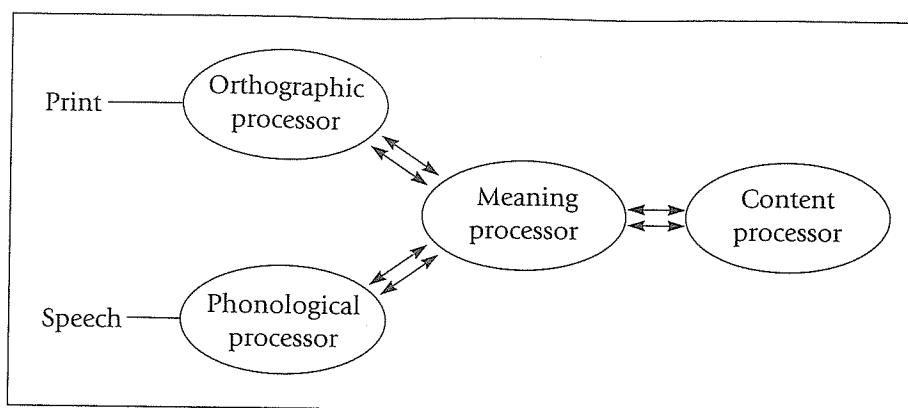 Print
Orthographic
processor
Meaning
processor
Content
processor
Speech
Phonological
processor